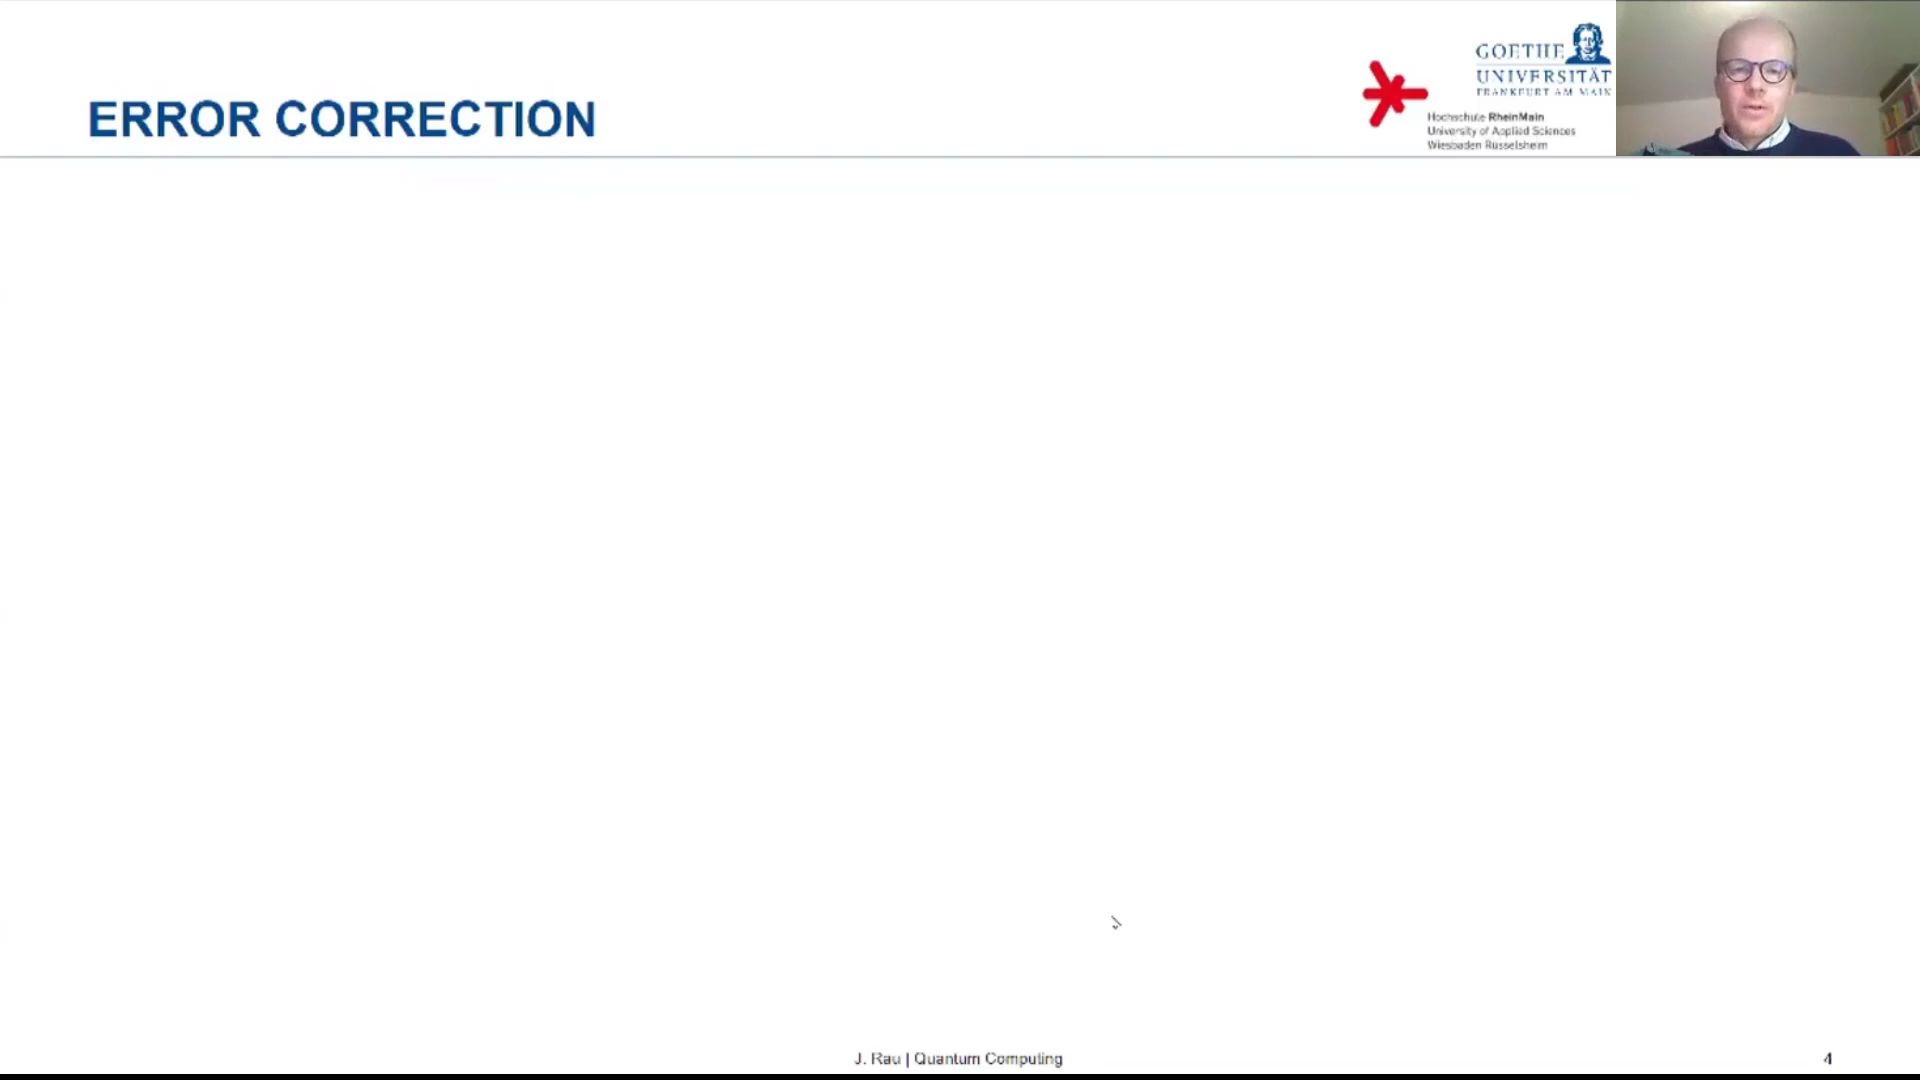 ERROR CORRECTION
GOETHE
UNIVERSITÄT
FRANKFURT AM MAIN
Hochschule RheinMain
University of Applied Sciences
Wiesbaden Rüsselsheim
J. Rau | Quantum Computing
4